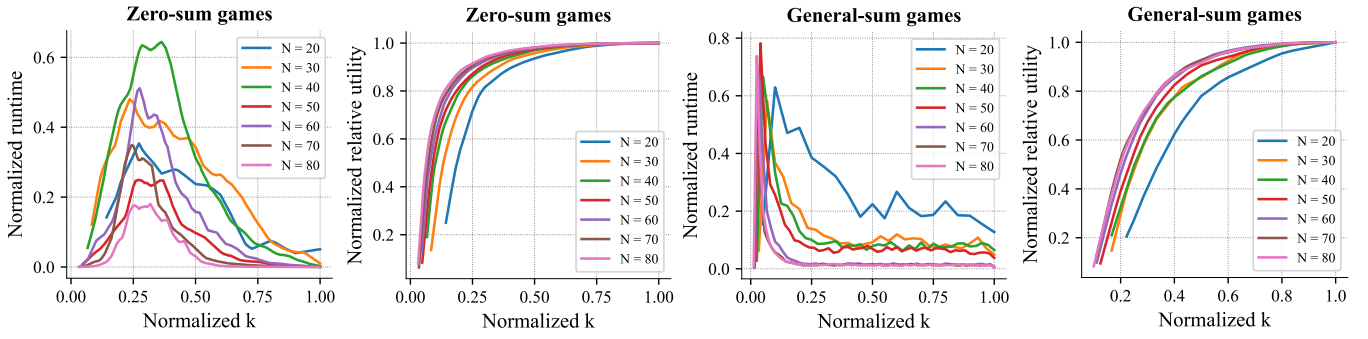 Zero-sum games
Normalized runtime
0.6
0.4
0.2
0.0
0.00 0.25 0.50 0.75 1.00
Normalized k
N = 20
N = 30
N = 40
N = 50
N = 60
N = 70
N = 80
Zero-sum games
Normalized relative utility
1.0
0.8
0.6
0.4
0.2
0.00 0.25 0.50 0.75 1.00
Normalized k
N = 20
N = 30
N = 40
N = 50
N = 60
N = 70
N = 80
General-sum games
Normalized runtime
0.8
0.6
0.4
0.2
0.0
0.00 0.25 0.50 0.75 1.00
Normalized k
N = 20
N = 30
N = 40
N = 50
N = 60
N = 70
N = 80
General-sum games
Normalized relative utility
1.0
0.8
0.6
0.4
0.2
0.2 0.4 0.6 0.8 1.0
Normalized k
N = 20
N = 30
N = 40
N = 50
N = 60
N = 70
N = 80